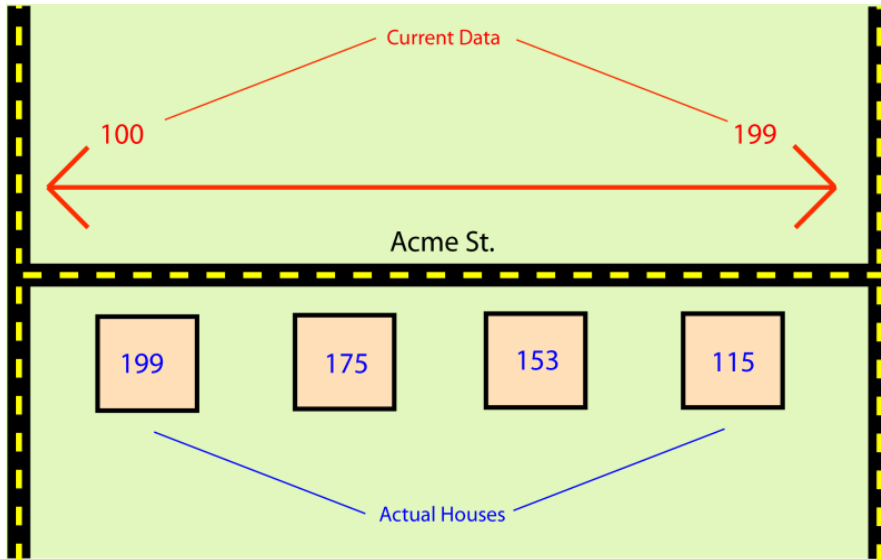 Current Data
100
199
Acme St.
199
175
153
115
Actual Houses